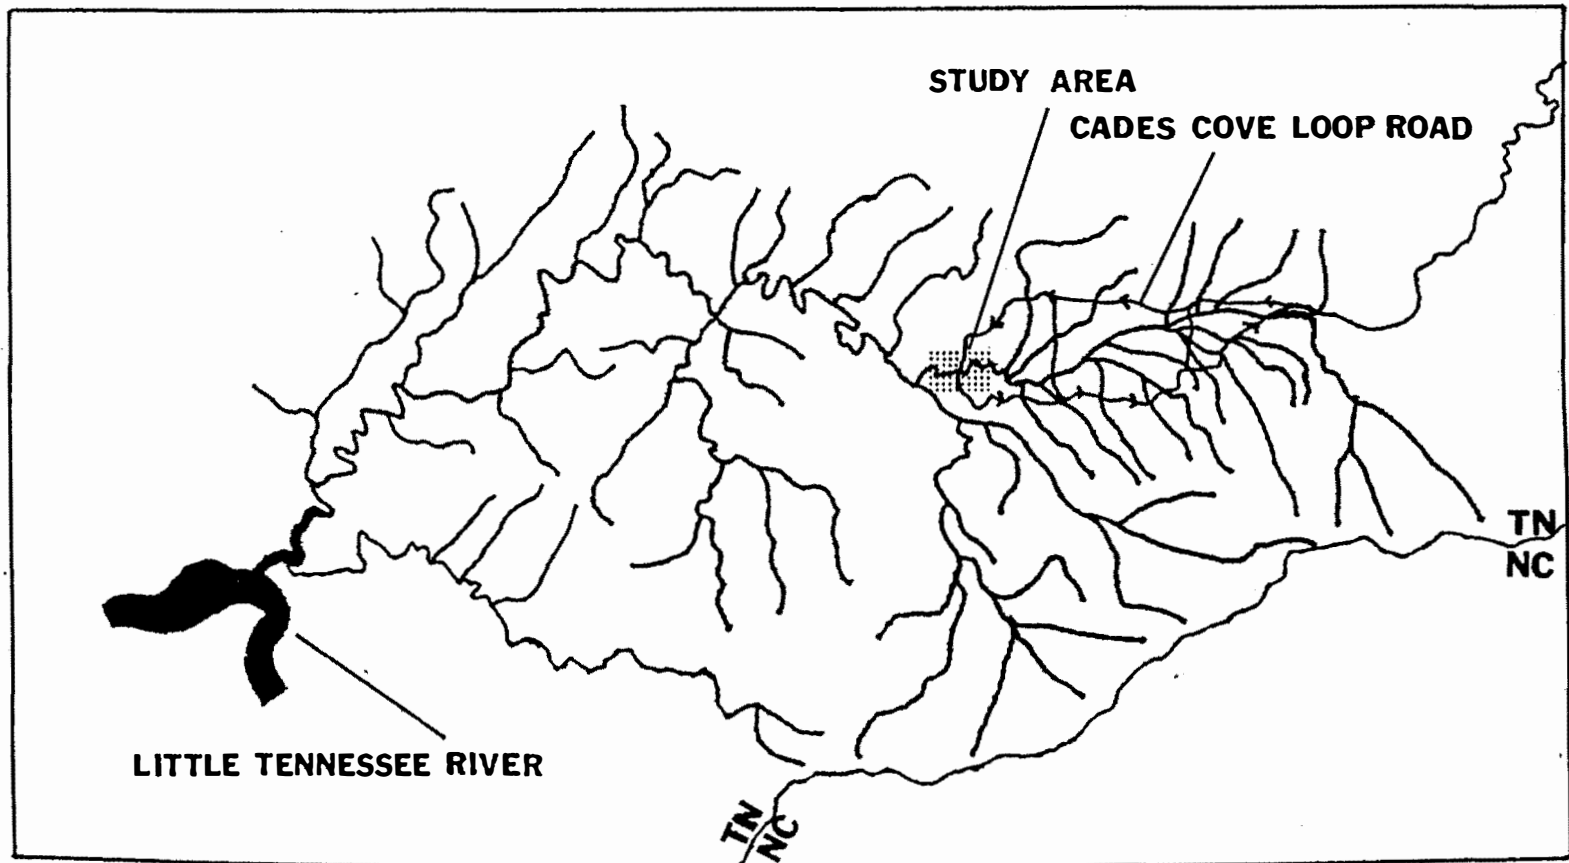 STUDY AREA
CADES COVE LOOP ROAD
TN
NC
LITTLE TENNESSEE RIVER
TN
NC